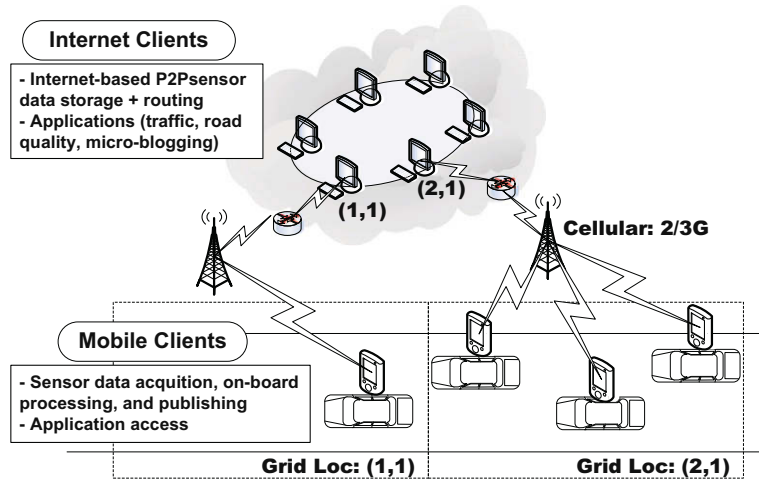 Internet Clients
- Internet-based P2Psensor
data storage + routing
- Applications (traffic, road
quality, micro-blogging)
(1,1)
(2,1)
Cellular: 2/3G
Mobile Clients
- Sensor data acquition, on-board
processing, and publishing
- Application access
Grid Loc: (1,1)
Grid Loc: (2,1)